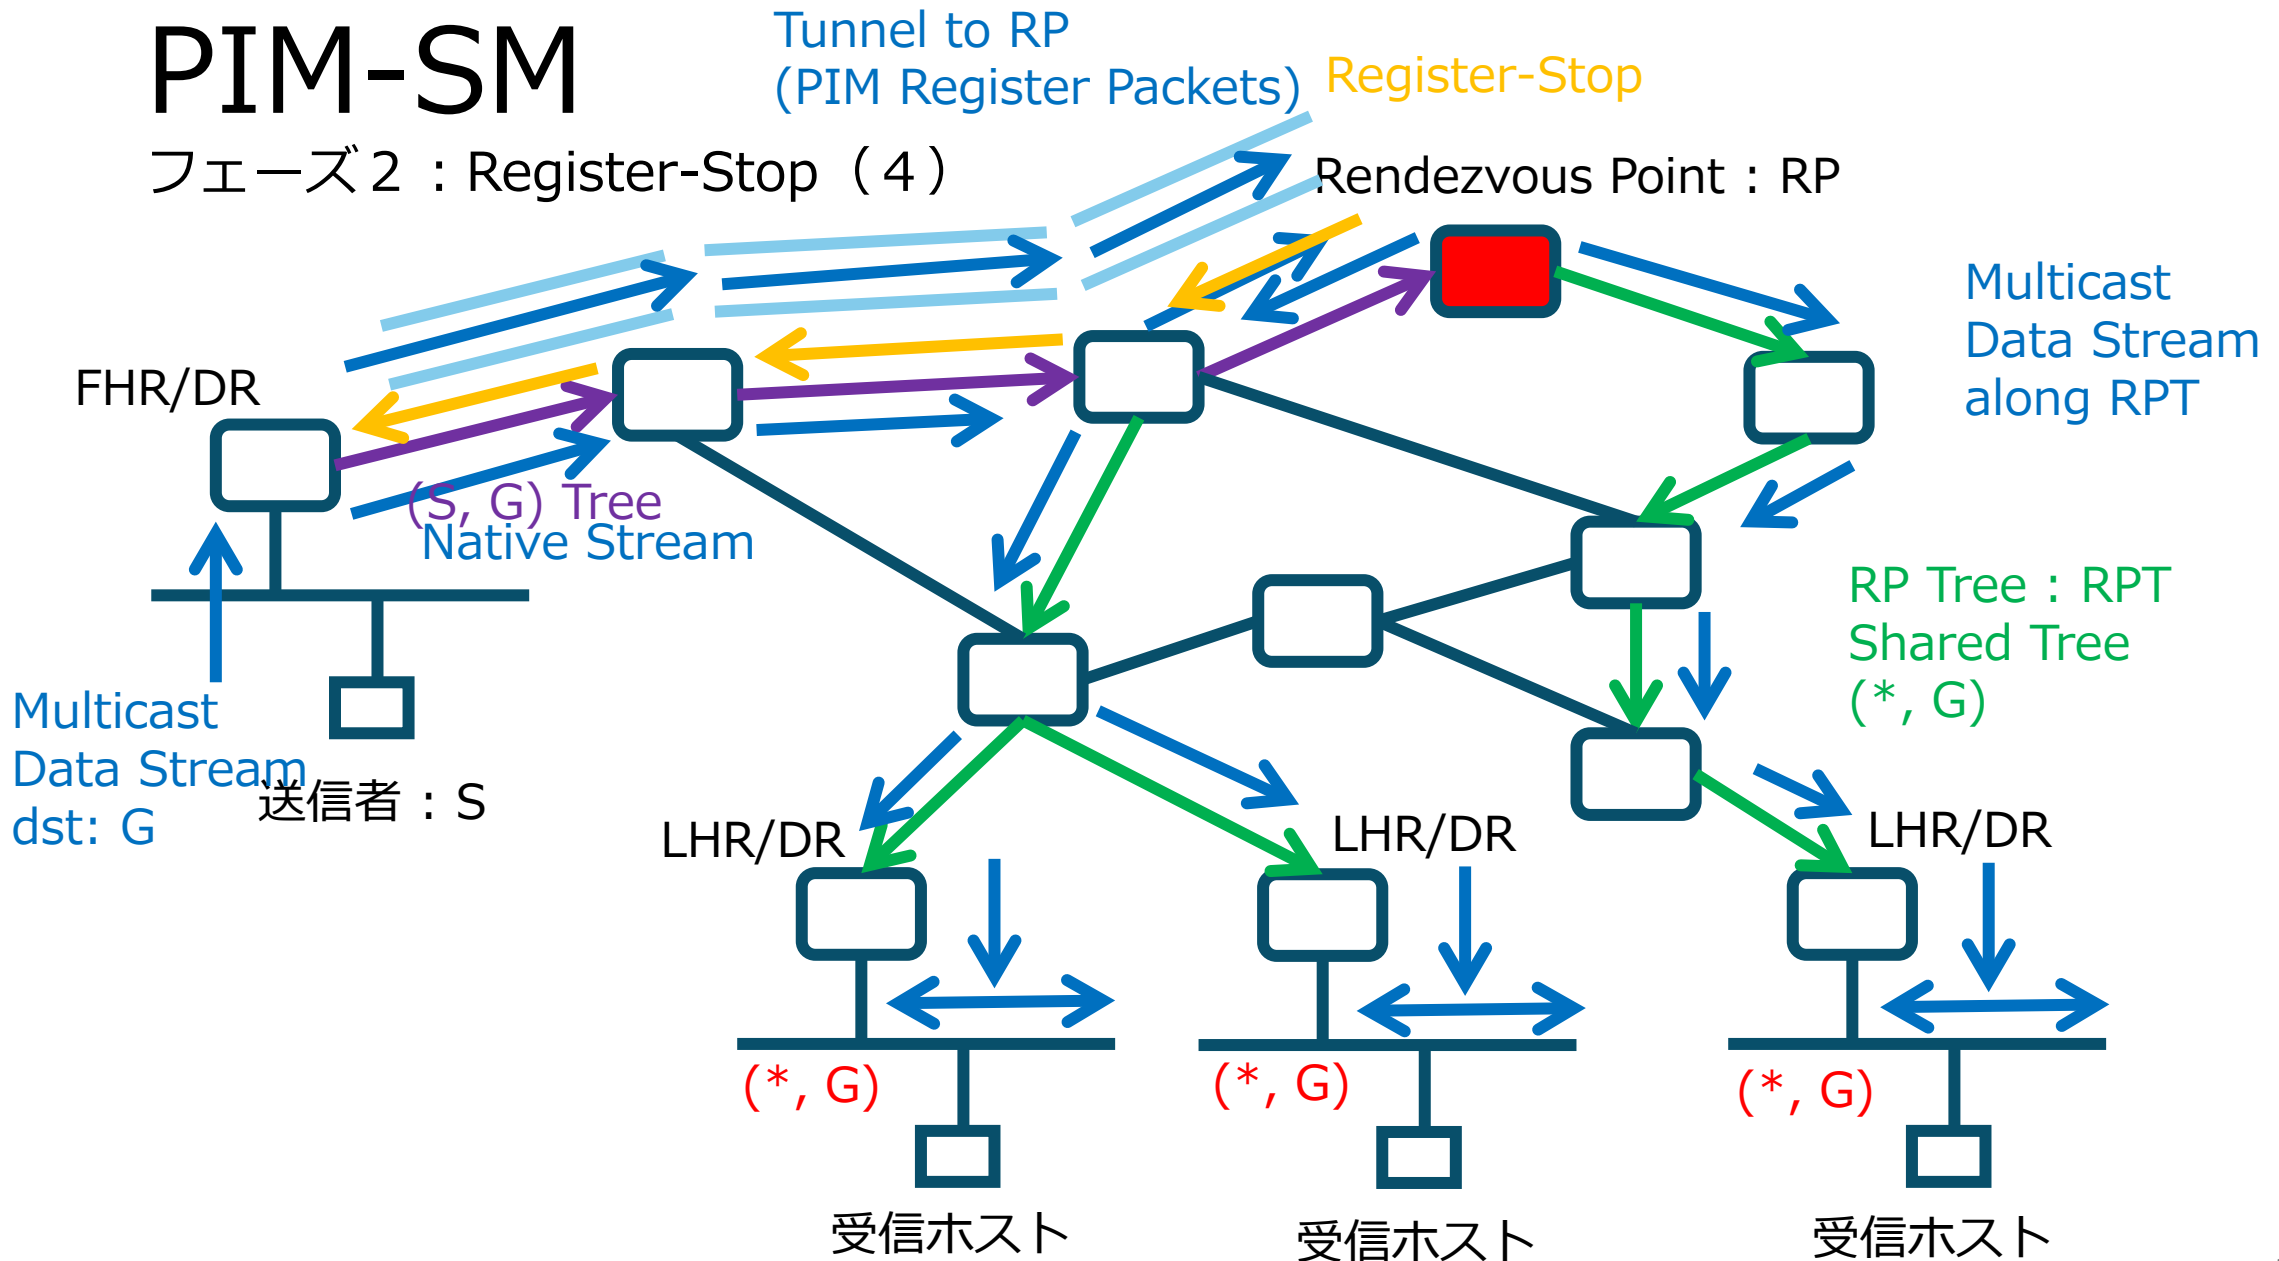 PIM-SM
フェーズ２：Register-Stop（４）
Tunnel to RP
(PIM Register Packets)
Register-Stop
Rendezvous Point : RP
Multicast
Data Stream
along RPT
FHR/DR
(S, G) Tree
Native Stream
RP Tree : RPT
Shared Tree
(*, G)
Multicast
Data Stream
dst: G
送信者 : S
LHR/DR
LHR/DR
LHR/DR
(*, G)
(*, G)
(*, G)
受信ホスト
受信ホスト
受信ホスト